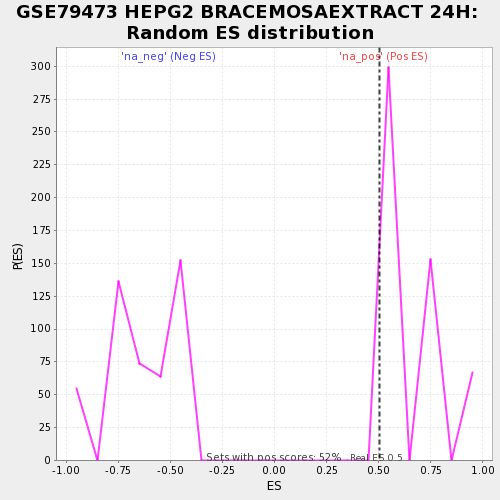 GSE79473 HEPG2 BRACEMOSAEXTRACT 24H:
Random ES distribution
'na_neg' (Neg ES)
'na_pos' (Pos ES)
300
275
250
225
200
175
150
125
100
75
50
25
0
P(ES)
Sets with pos scores: 52%
Real ES 0.5
-1.00 -0.75 -0.50 -0.25 0.00 0.25 0.50 0.75 1.00
ES